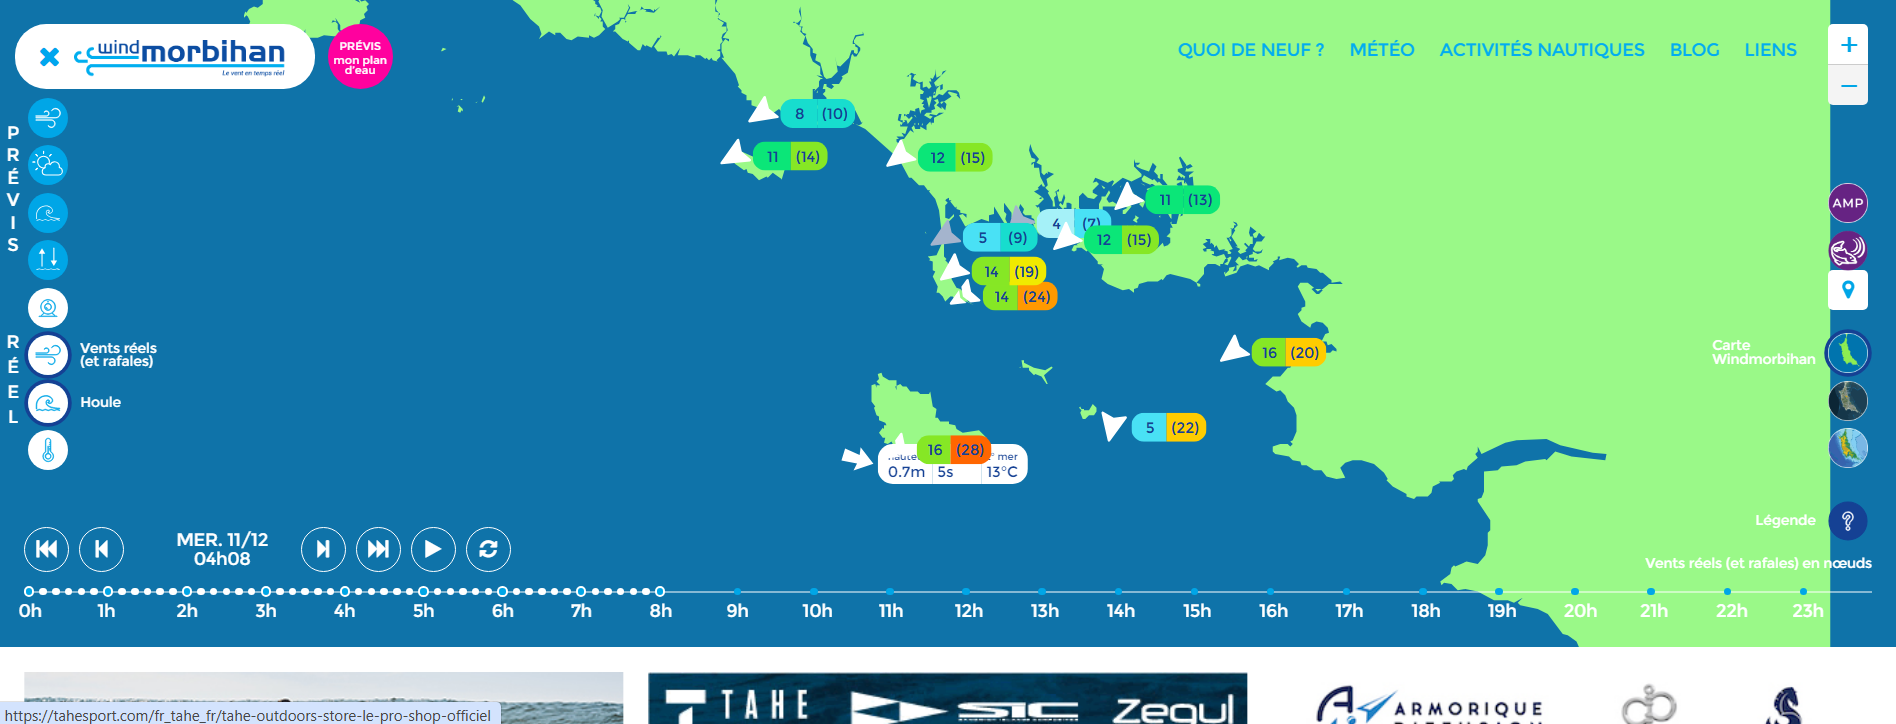 wind morbihan
Le vent en temps réel
PRÉVIS
mon plan
d'eau
QUOI DE NEUF ?
MÉTÉO
ACTIVITÉS NAUTIQUES
BLOG
LIENS
+
−
PRÉVIS
RÉEL
Vents réels
(et rafales)
Houle
8 (10)
11 (14)
12 (15)
11 (13)
4 (7)
5 (9)
12 (15)
14 (19)
14 (24)
16 (20)
5 (22)
16 (28)
mer
0.7m 5s 13°C
AMP
Carte
Windmorbihan
Légende
?
Vents réels (et rafales) en nœuds
MER. 11/12
04h08
0h 1h 2h 3h 4h 5h 6h 7h 8h 9h 10h 11h 12h 13h 14h 15h 16h 17h 18h 19h 20h 21h 22h 23h
TAHE
SIC
Zegul
ARMORIQUE
https://tahesport.com/fr_tahe_fr/tahe-outdoors-store-le-pro-shop-officiel